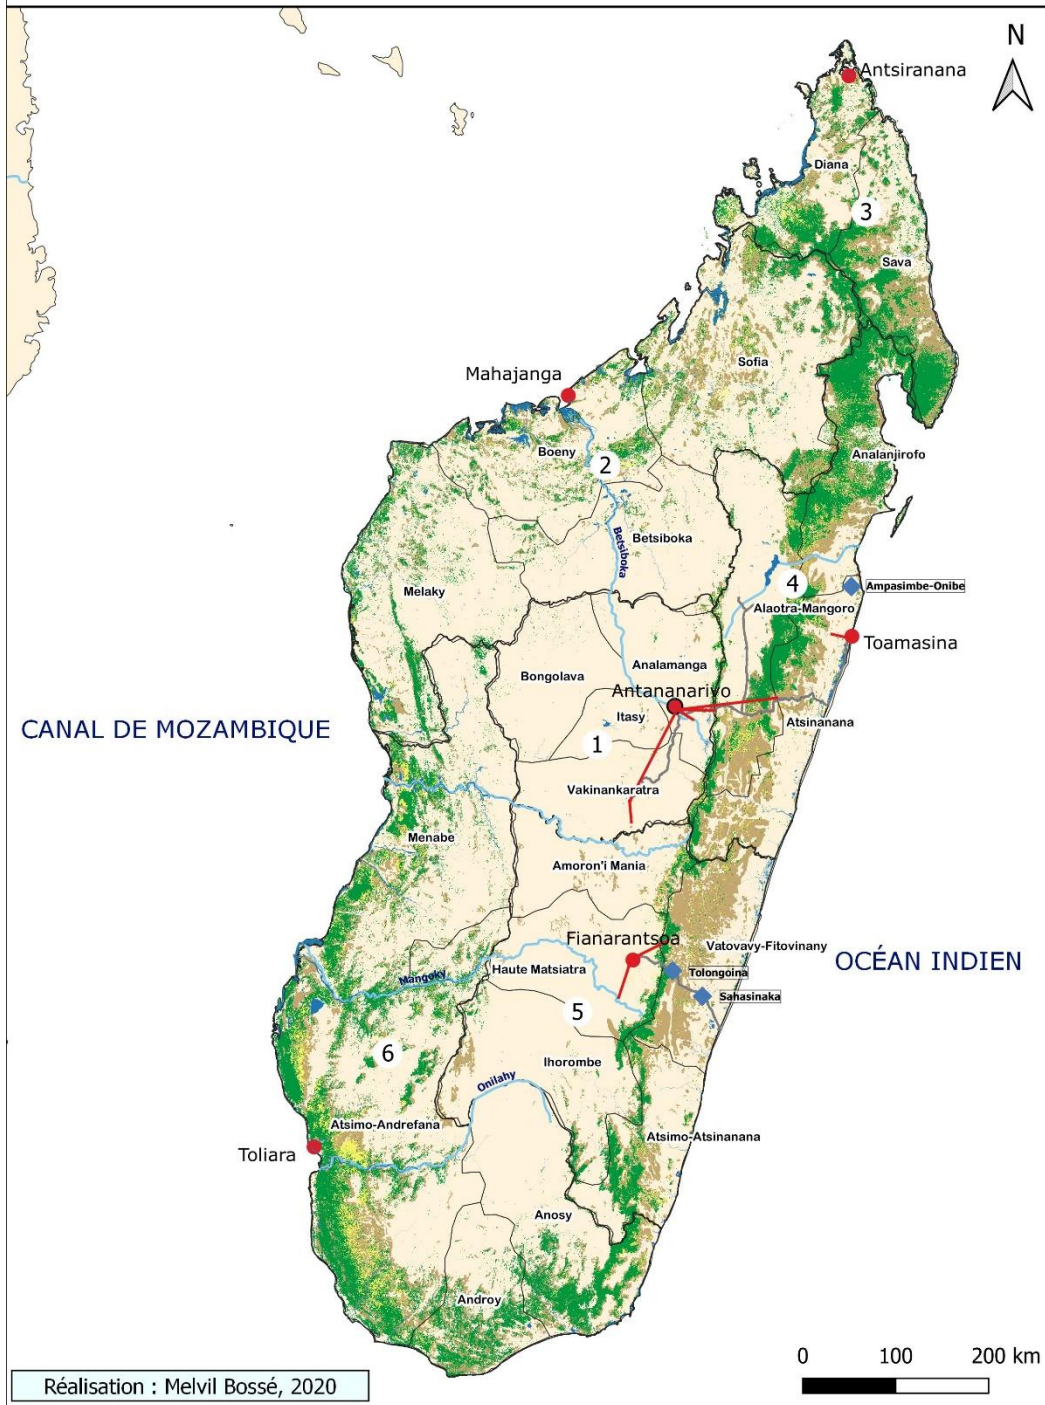 N
Antsiranana
Diana
3
Sava
Sofia
Mahajanga
Boeny
2
Analanjirofo
Betsiboka
Betsiboka
Melaky
4
Ampasimbe-Onibe
Alaotra-Mangoro
Toamasina
Analamanga
Bongolava
Antananarivo
Itasy
Atsinanana
CANAL DE MOZAMBIQUE
1
Vakinankaratra
Menabe
Amoron'i Mania
Fianarantsoa
Vatovavy-Fitovinany
OCÉAN INDIEN
Haute Matsiatra
Tolongoina
Mangoky
Sahasinaka
5
6
Ihorombe
Onilahy
Atsimo-Andrefana
Atsimo-Atsinanana
Toliara
Anosy
Androy
0 100 200 km
Réalisation : Melvil Bossé, 2020